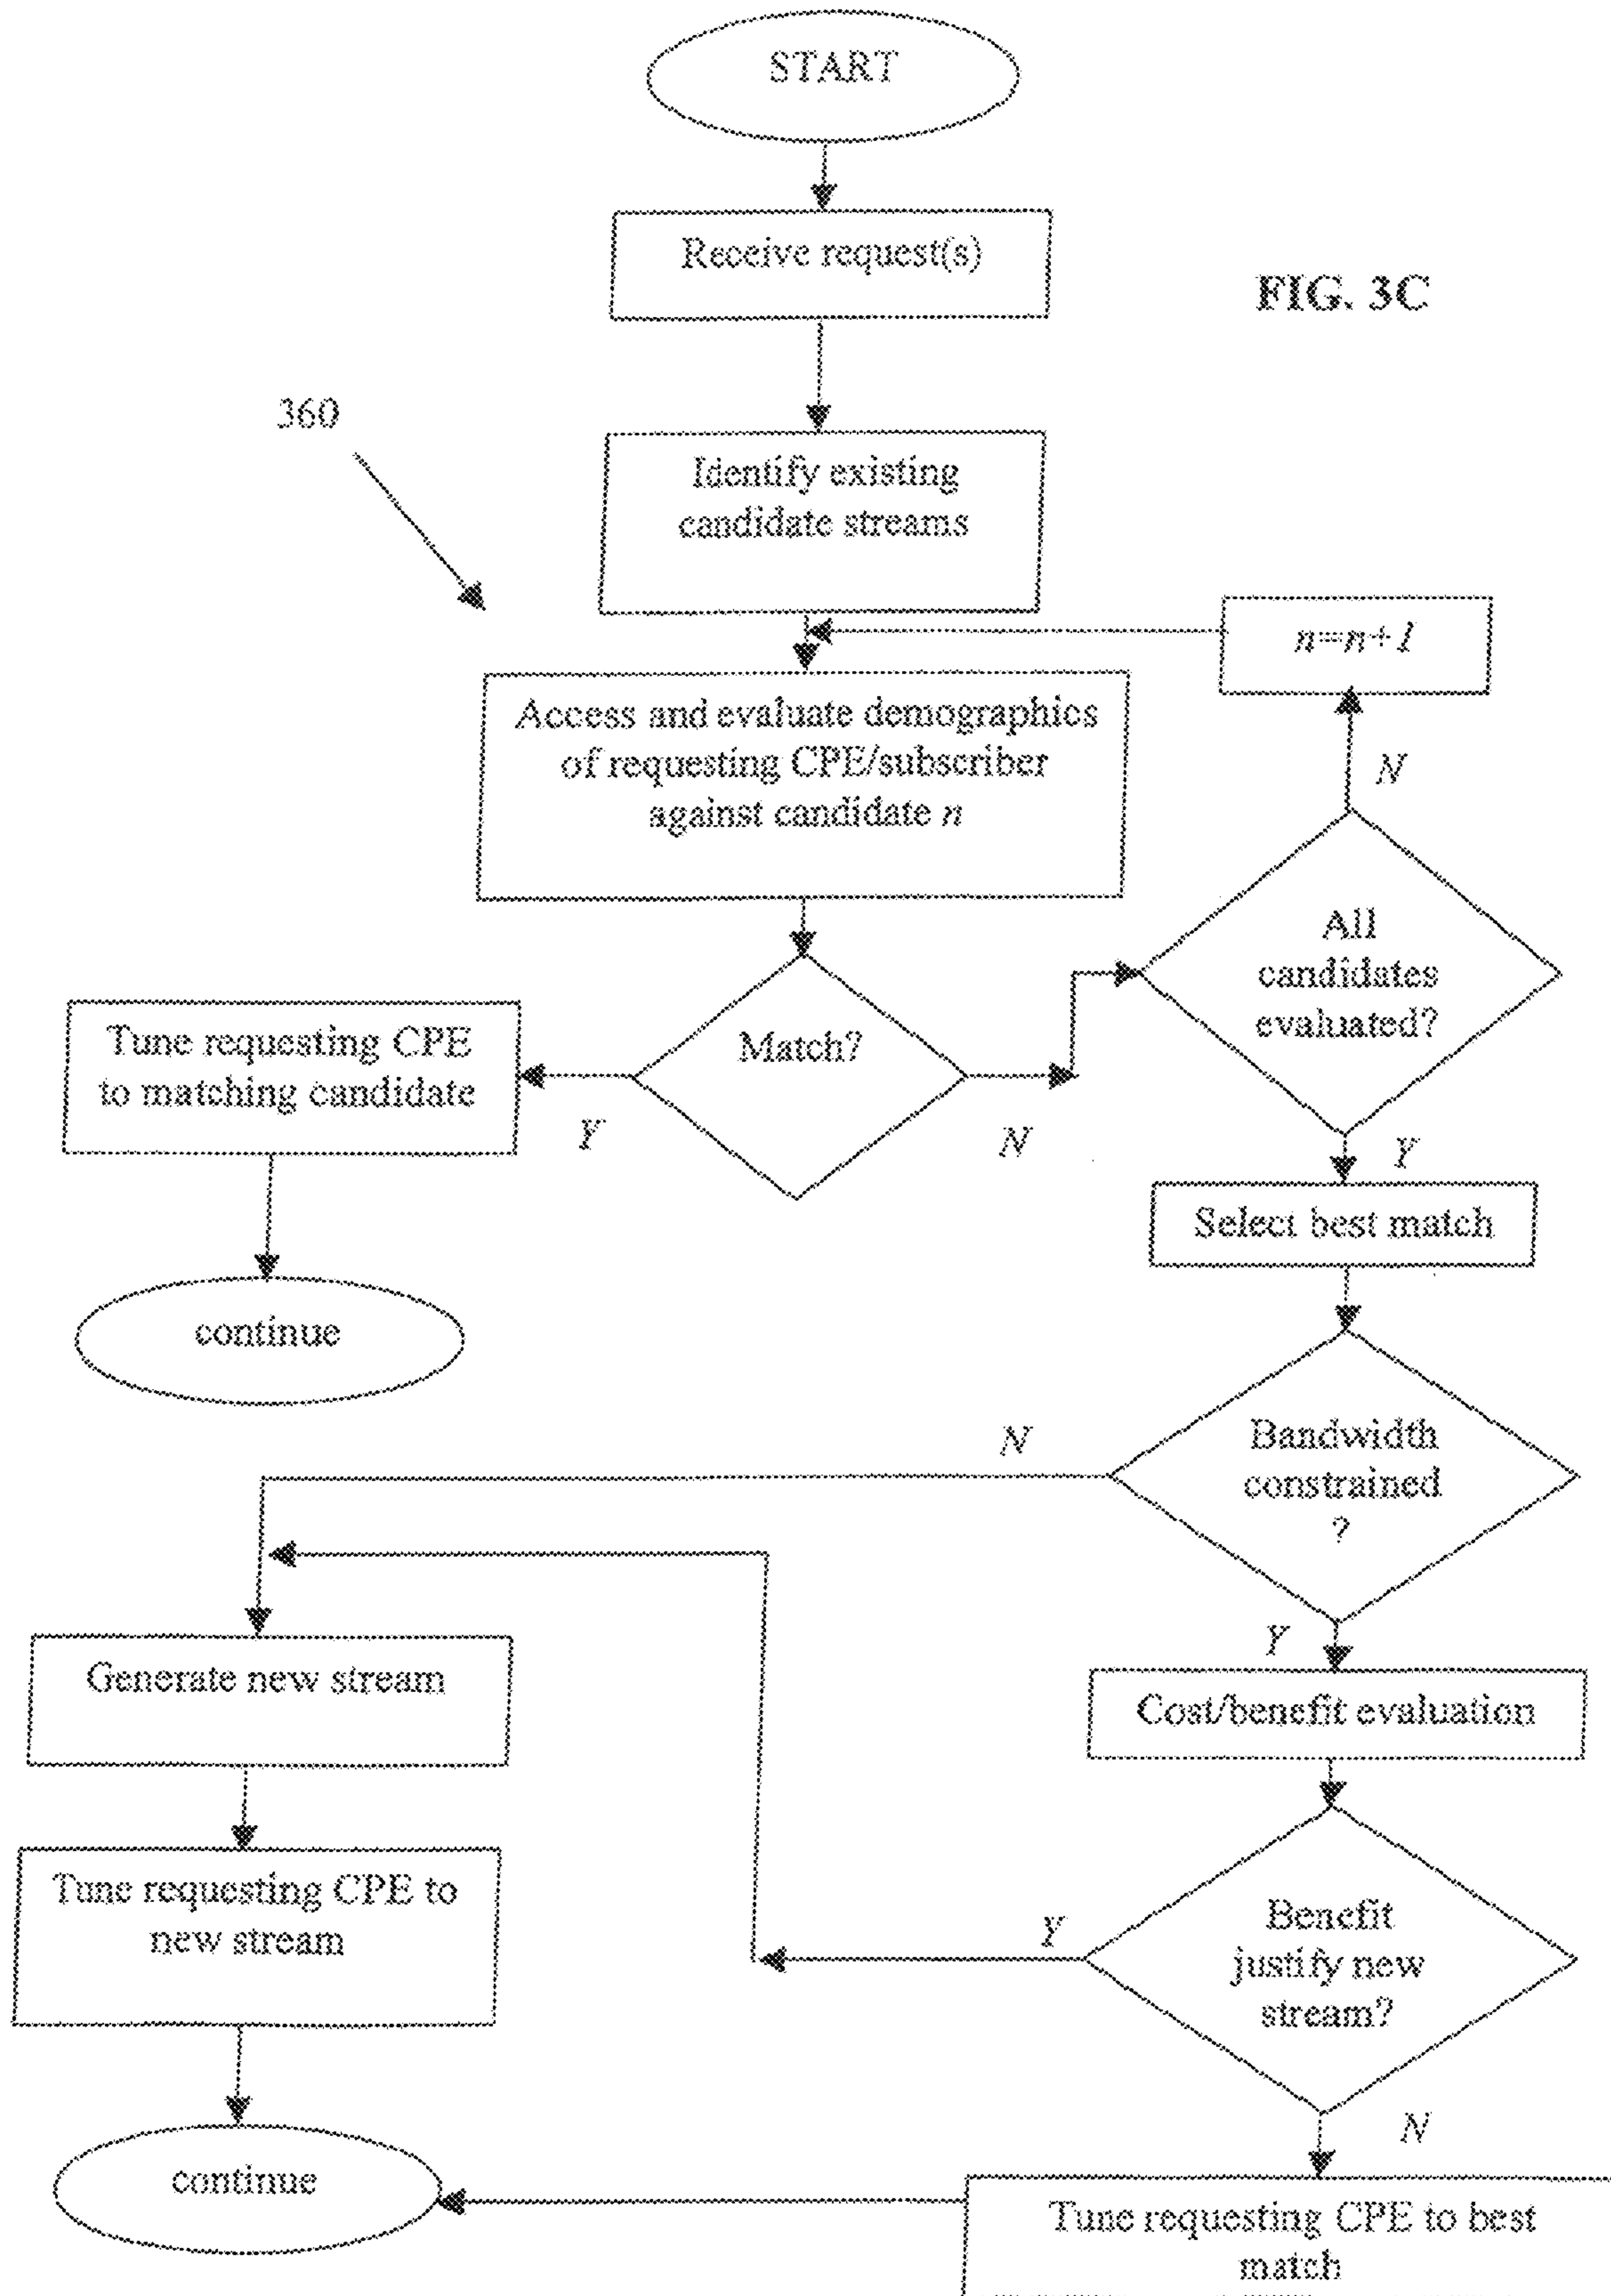 START
Receive request(s)
FIG. 3C
360
Identify existing
candidate streams
n=n+1
Access and evaluate demographics
of requesting CPE/subscriber
against candidate n
N
All
candidates
evaluated?
Match?
Tune requesting CPE
to matching candidate
Y
N
Y
Select best match
continue
Bandwidth
constrained
?
N
Y
Cost/benefit evaluation
Generate new stream
Tune requesting CPE to
new stream
Benefit
justify new
stream?
Y
N
continue
Tune requesting CPE to best
match